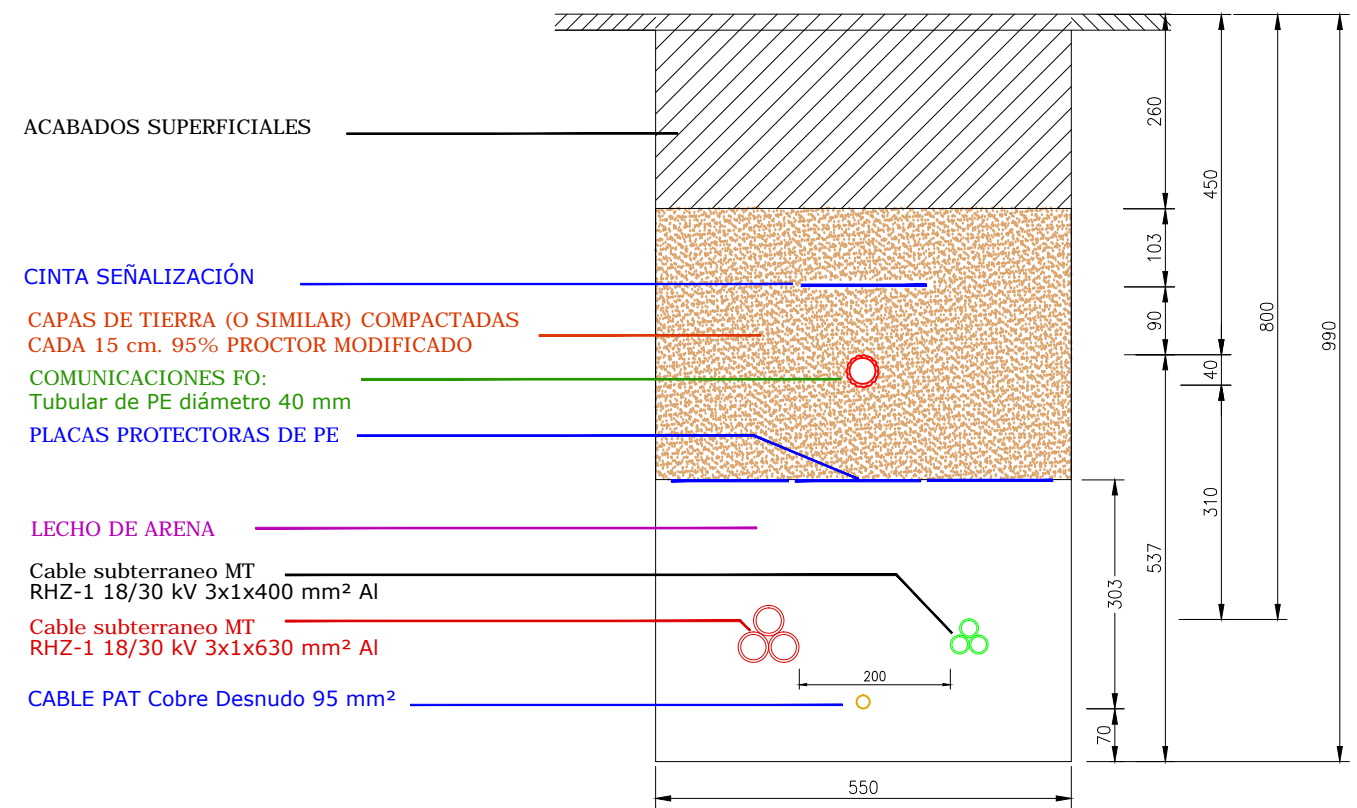 ACABADOS SUPERFICIALES
CINTA SEÑALIZACIÓN
CAPAS DE TIERRA (O SIMILAR) COMPACTADAS
CADA 15 cm. 95% PROCTOR MODIFICADO
COMUNICACIONES FO:
Tubular de PE diámetro 40 mm
PLACAS PROTECTORAS DE PE
LECHO DE ARENA
Cable subterraneo MT
RHZ-1 18/30 kV 3x1x400 mm² Al
Cable subterraneo MT
RHZ-1 18/30 kV 3x1x630 mm² Al
CABLE PAT Cobre Desnudo 95 mm²
260
103
90
450
40
310
800
990
537
303
70
200
550